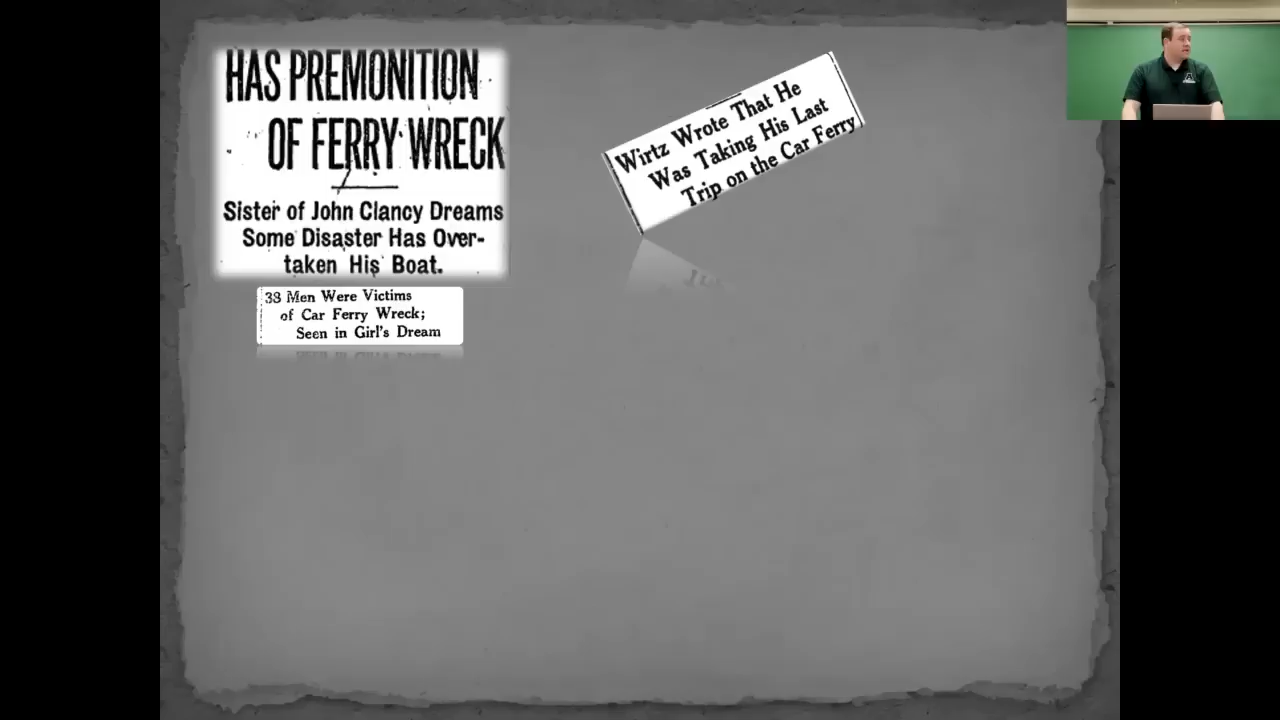 HAS PREMONITION
OF FERRY WRECK
Sister of John Clancy Dreams
Some Disaster Has Over-
taken His Boat.
38 Men Were Victims
of Car Ferry Wreck;
Seen in Girl's Dream
Wirtz Wrote That He
Was Taking His Last
Trip on the Car Ferry